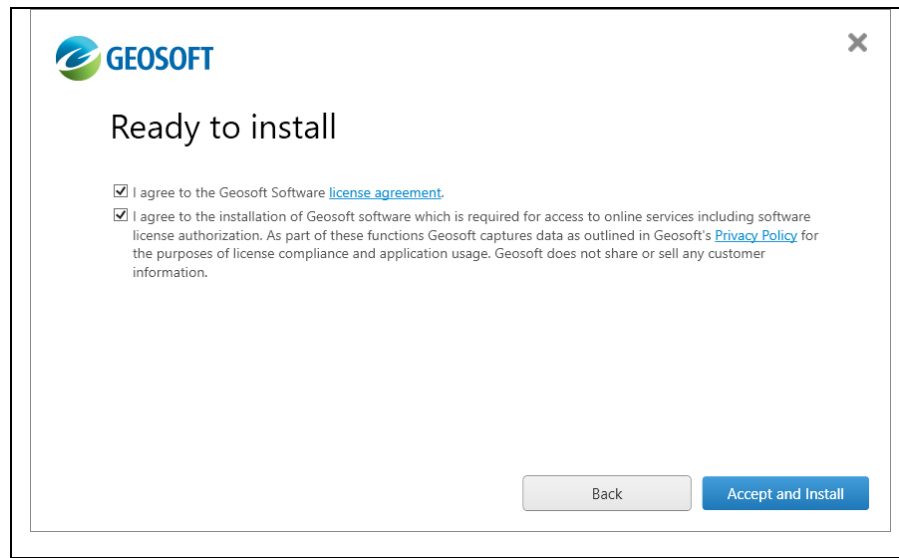 GEOSOFT
Ready to install
I agree to the Geosoft Software license agreement.
I agree to the installation of Geosoft software which is required for access to online services including software
license authorization. As part of these functions Geosoft captures data as outlined in Geosoft's Privacy Policy for
the purposes of license compliance and application usage. Geosoft does not share or sell any customer
information.
Back
Accept and Install